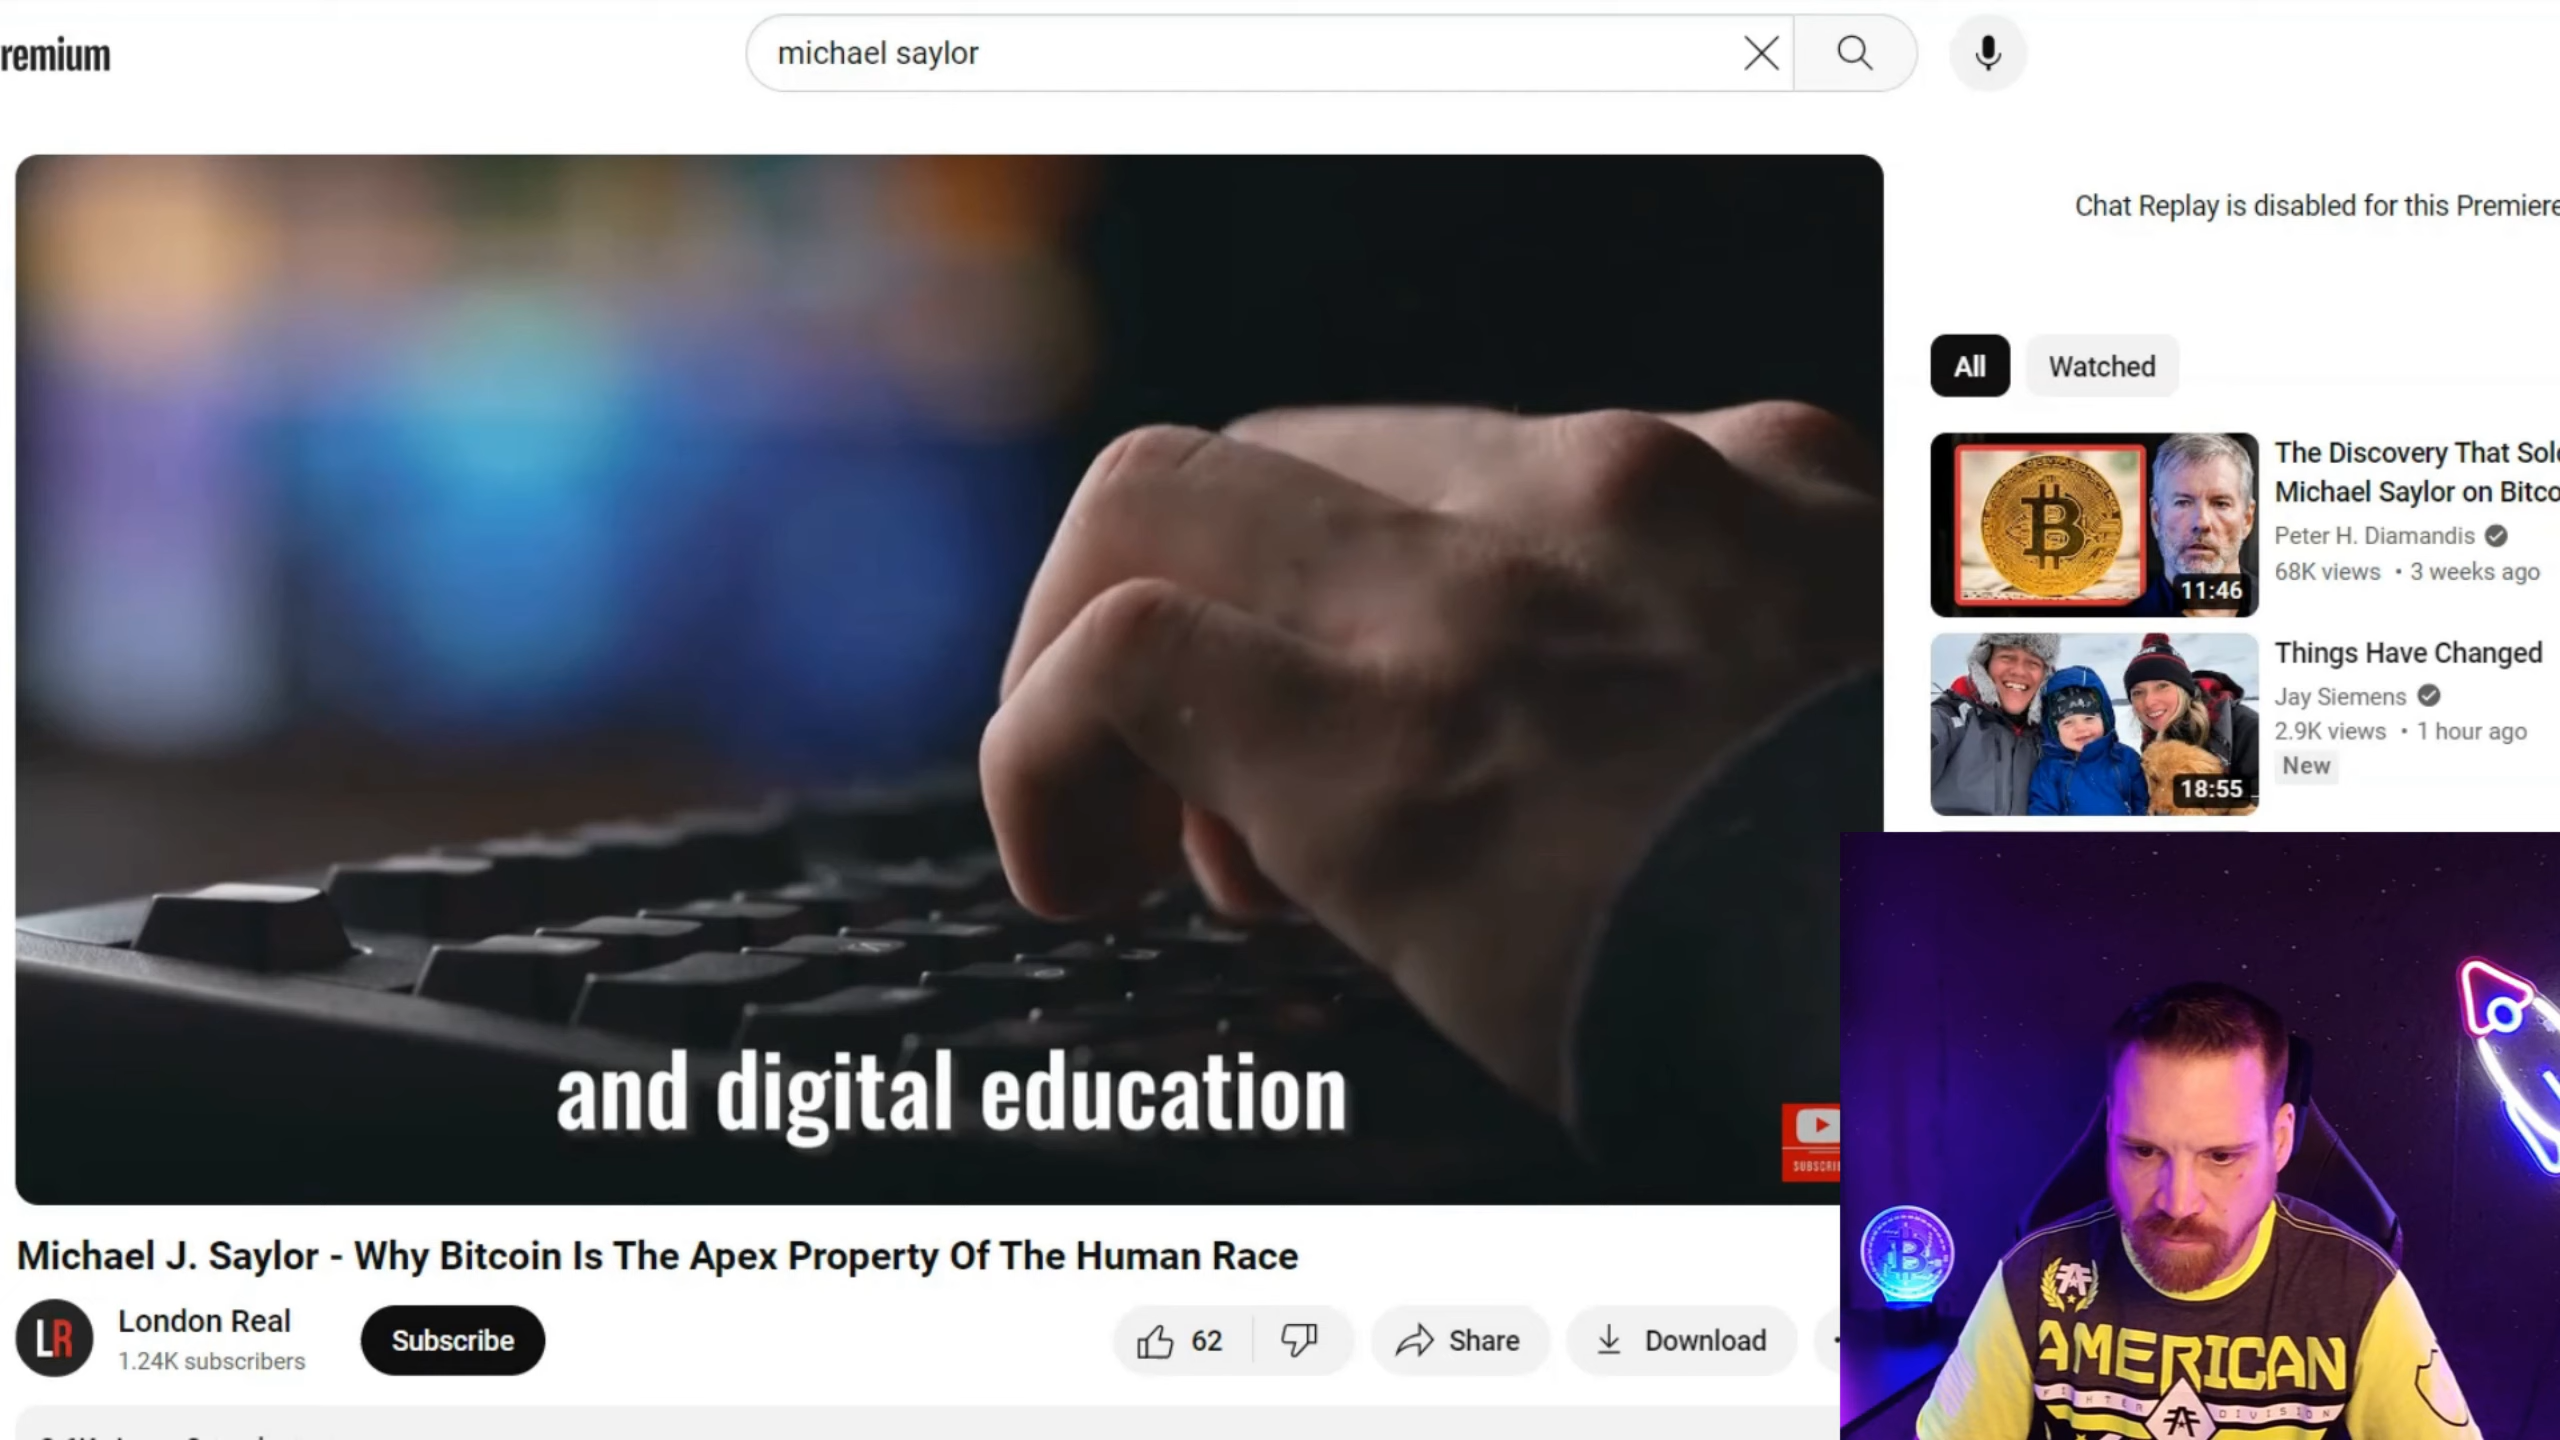 remium
michael saylor
Chat Replay is disabled for this Premiere
All
Watched
The Discovery That Sol
Michael Saylor on Bitco
Peter H. Diamandis
68K views • 3 weeks ago
11:46
Things Have Changed
Jay Siemens
2.9K views • 1 hour ago
New
18:55
and digital education
SUBSCRI
Michael J. Saylor - Why Bitcoin Is The Apex Property Of The Human Race
LR
London Real
1.24K subscribers
Subscribe
62
Share
Download
AMERICAN
FIGHTER DIVISION